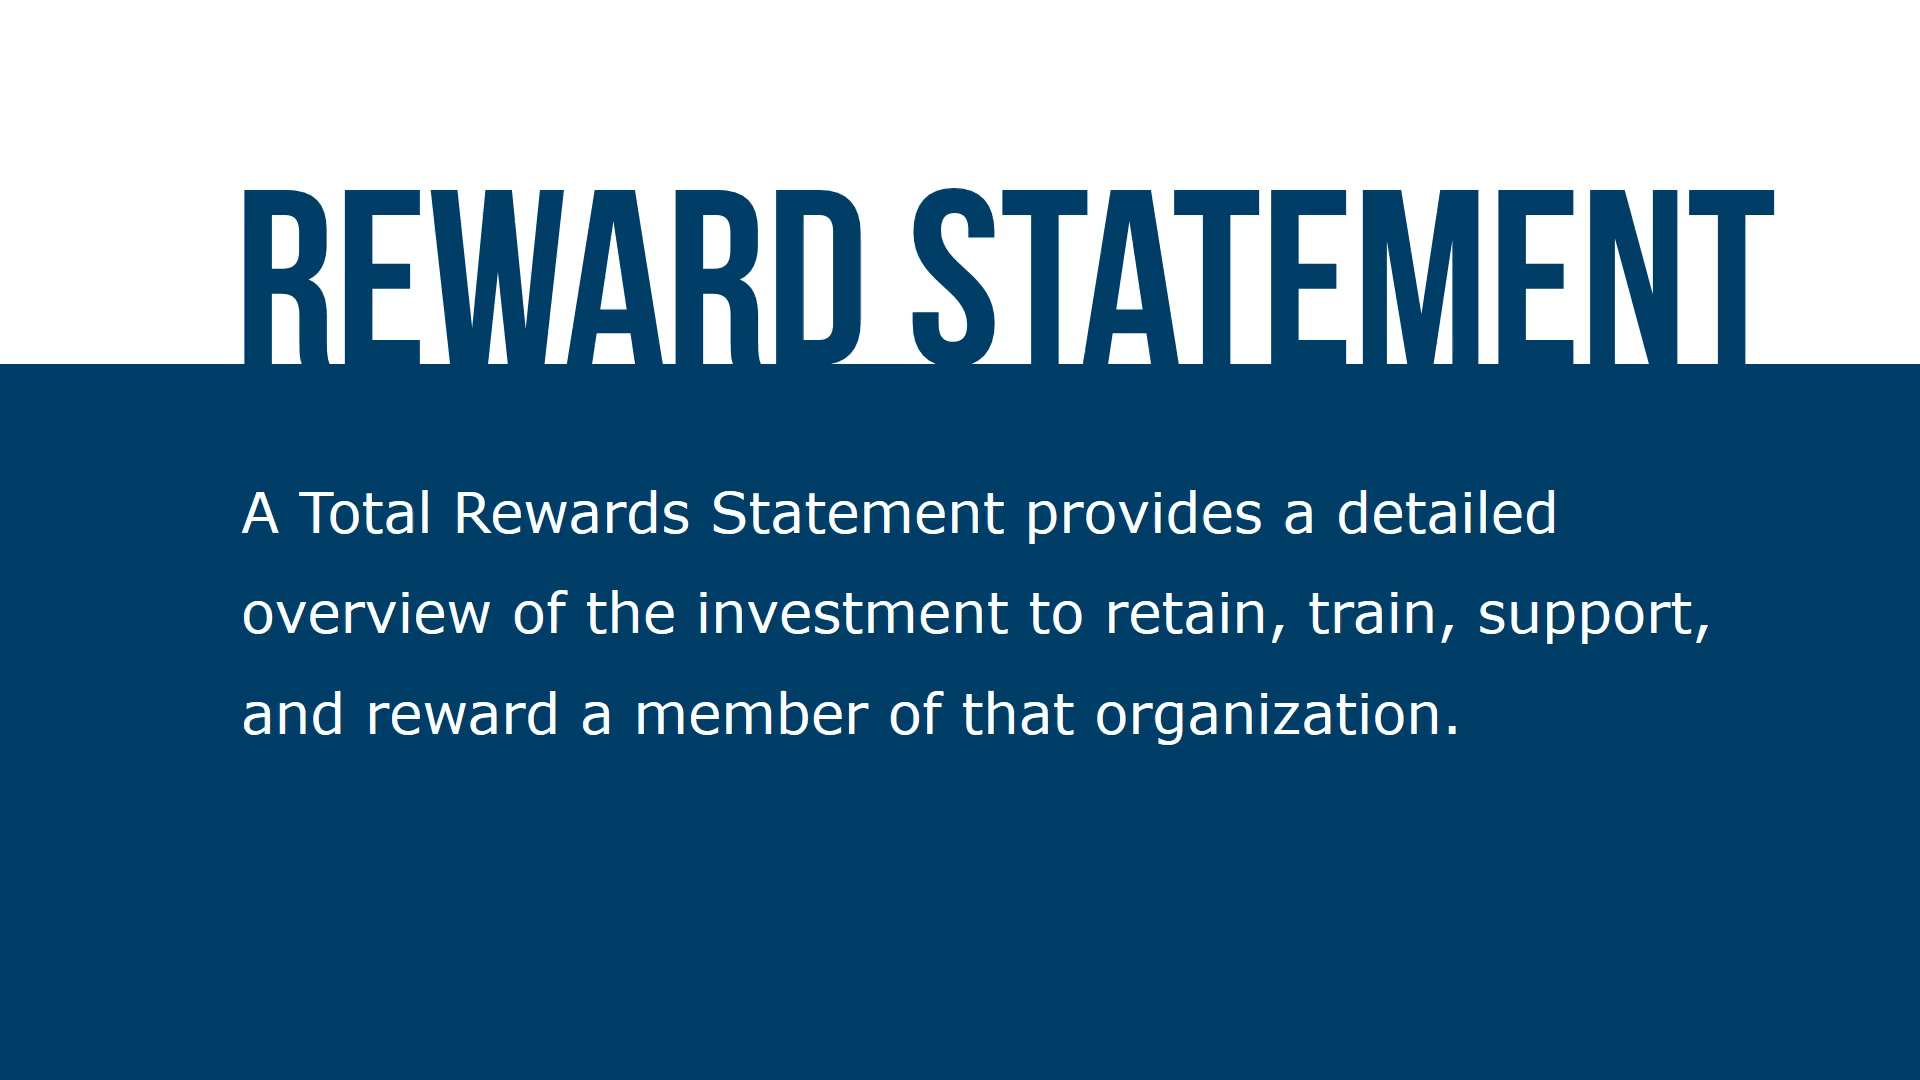 REWARD STATEMENT
A Total Rewards Statement provides a detailed
overview of the investment to retain, train, support,
and reward a member of that organization.